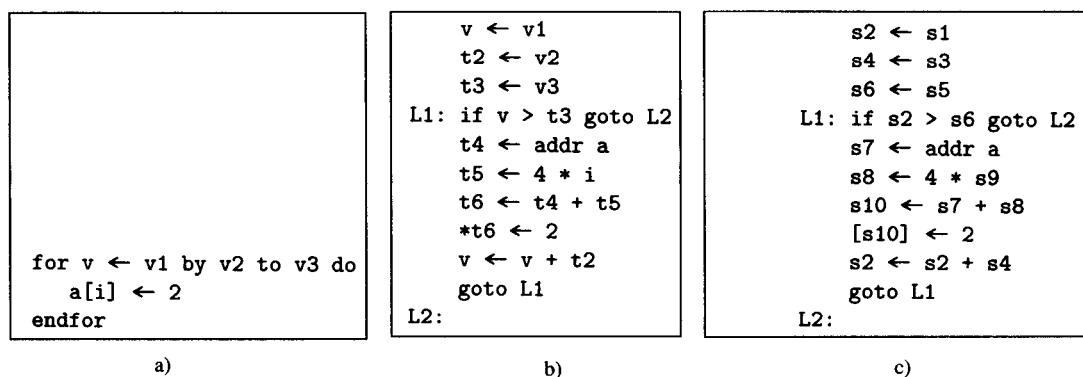 for v ← v1 by v2 to v3 do
a[i] ← 2
endfor
a)
v ← v1
t2 ← v2
t3 ← v3
L1: if v > t3 goto L2
t4 ← addr a
t5 ← 4 * i
t6 ← t4 + t5
*t6 ← 2
v ← v + t2
goto L1
L2:
b)
s2 ← s1
s4 ← s3
s6 ← s5
L1: if s2 > s6 goto L2
s7 ← addr a
s8 ← 4 * s9
s10 ← s7 + s8
[s10] ← 2
s2 ← s2 + s4
goto L1
L2:
c)